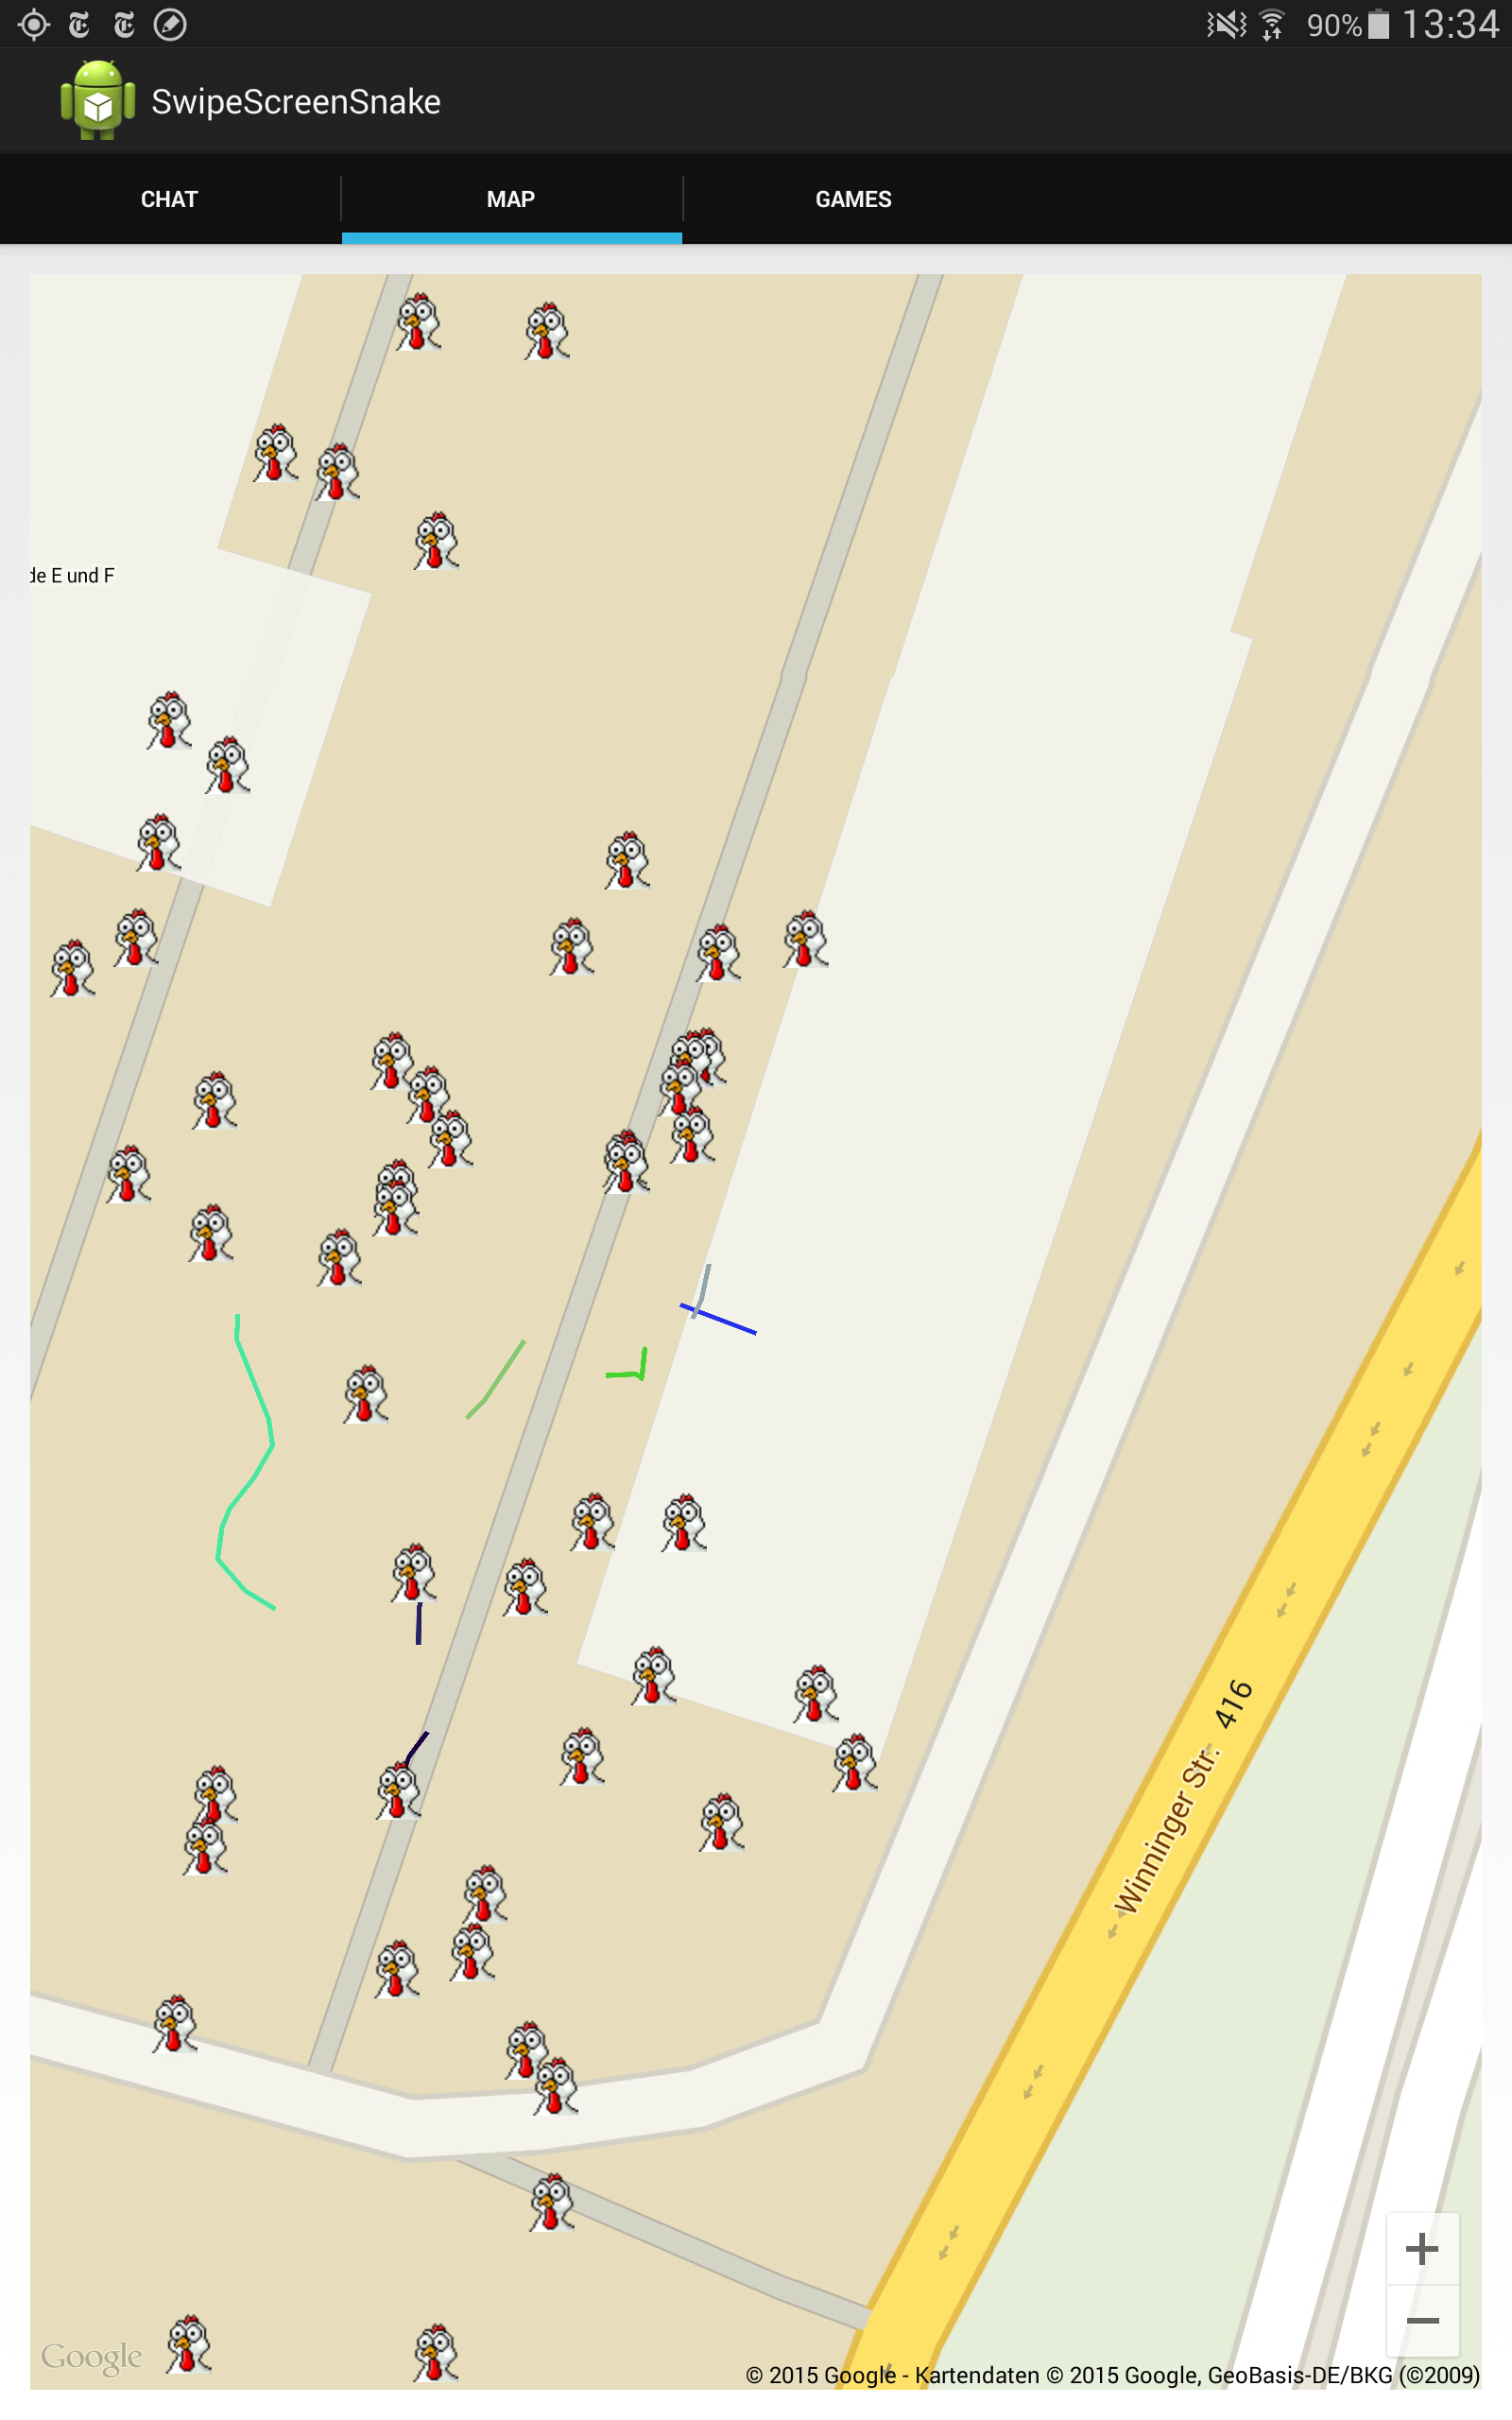 90% 13:34
SwipeScreenSnake
CHAT MAP GAMES
de E und F
Winninger Str. 416
Google
© 2015 Google - Kartendaten © 2015 Google, GeoBasis-DE/BKG (©2009)